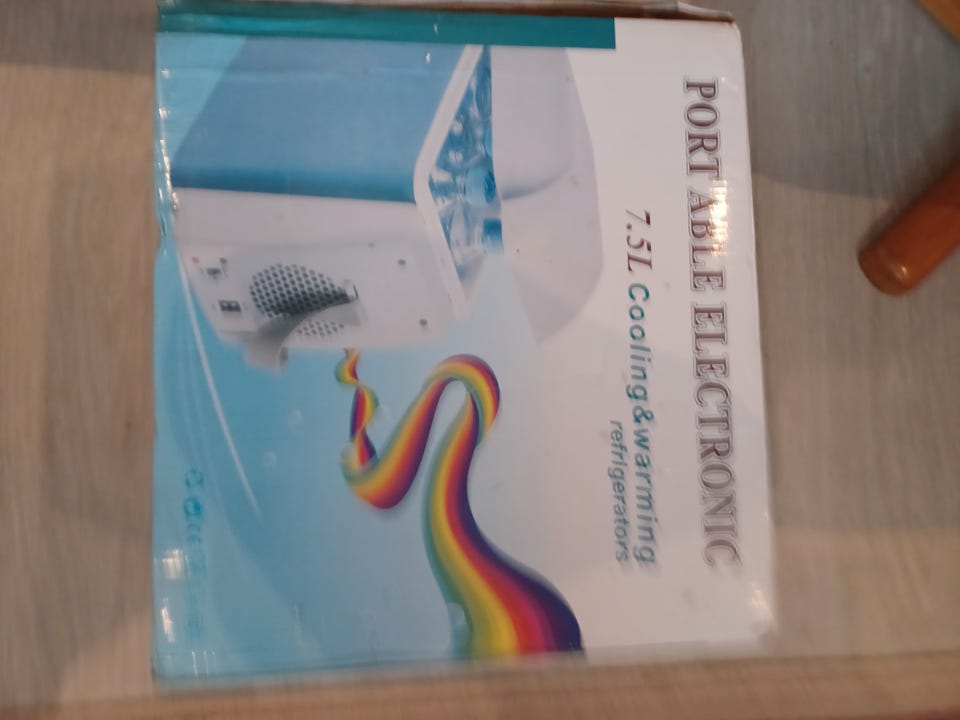 PORTABLE ELECTRONIC
7.5L Cooling&warming
refrigerators